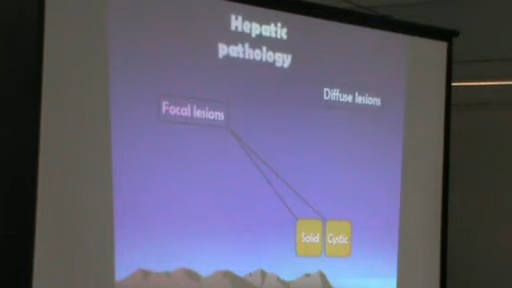 Hepatic
pathology
Diffuse lesions
Focal lesions
Solid
Cystic